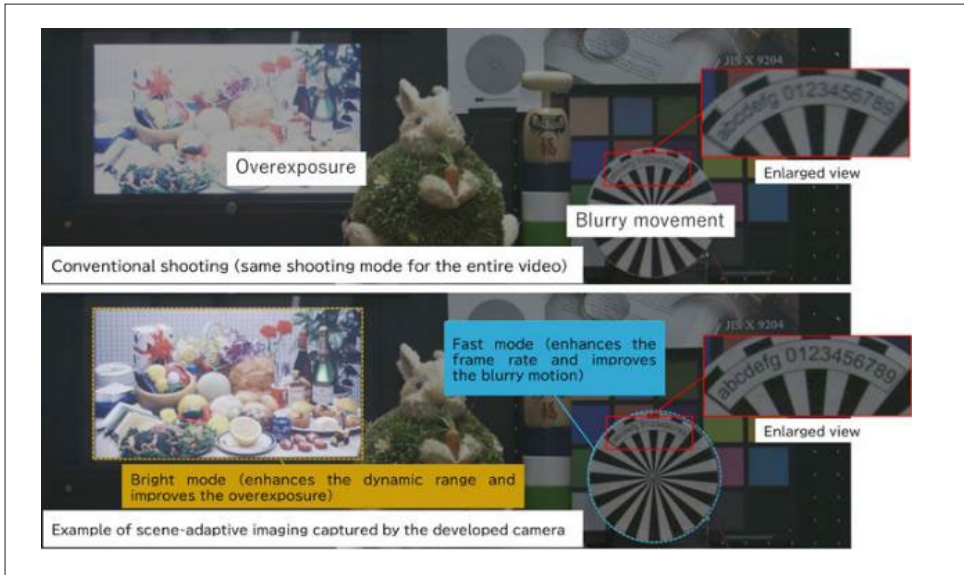 JIS X 9204
abcdefg 0123456789
Overexposure
Enlarged view
Blurry movement
Conventional shooting (same shooting mode for the entire video)
JIS X 9204
Fast mode (enhances the
frame rate and improves
the blurry motion)
abcdefg 0123456789
Enlarged view
Bright mode (enhances the dynamic range and
improves the overexposure)
Example of scene-adaptive imaging captured by the developed camera